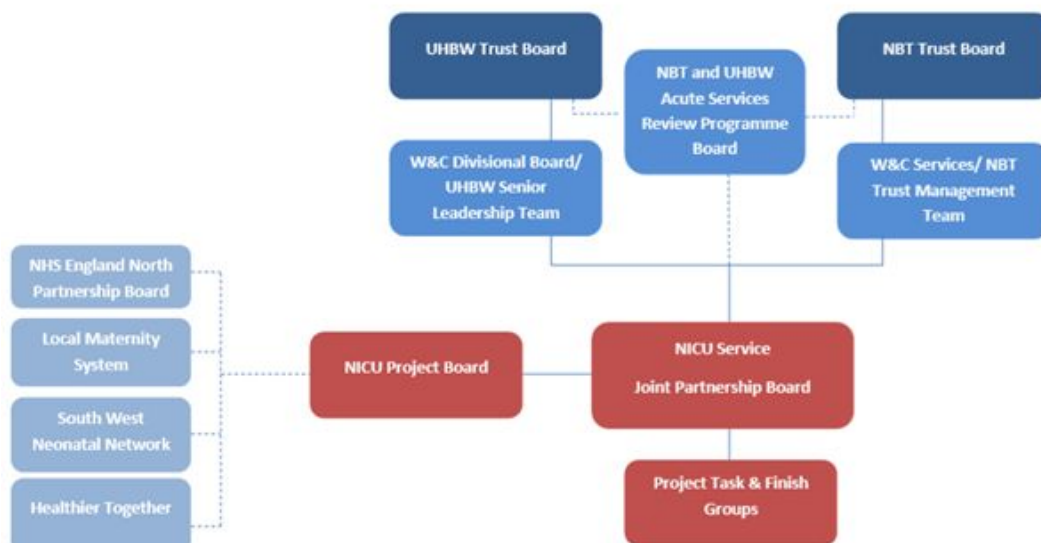 UHBW Trust Board
NBT Trust Board
NBT and UHBW
Acute Services
Review Programme
Board
W&C Divisional Board/
UHBW Senior
Leadership Team
W&C Services/ NBT
Trust Management
Team
NHS England North
Partnership Board
Local Maternity
System
South West
Neonatal Network
Healthier Together
NICU Project Board
NICU Service
Joint Partnership Board
Project Task & Finish
Groups